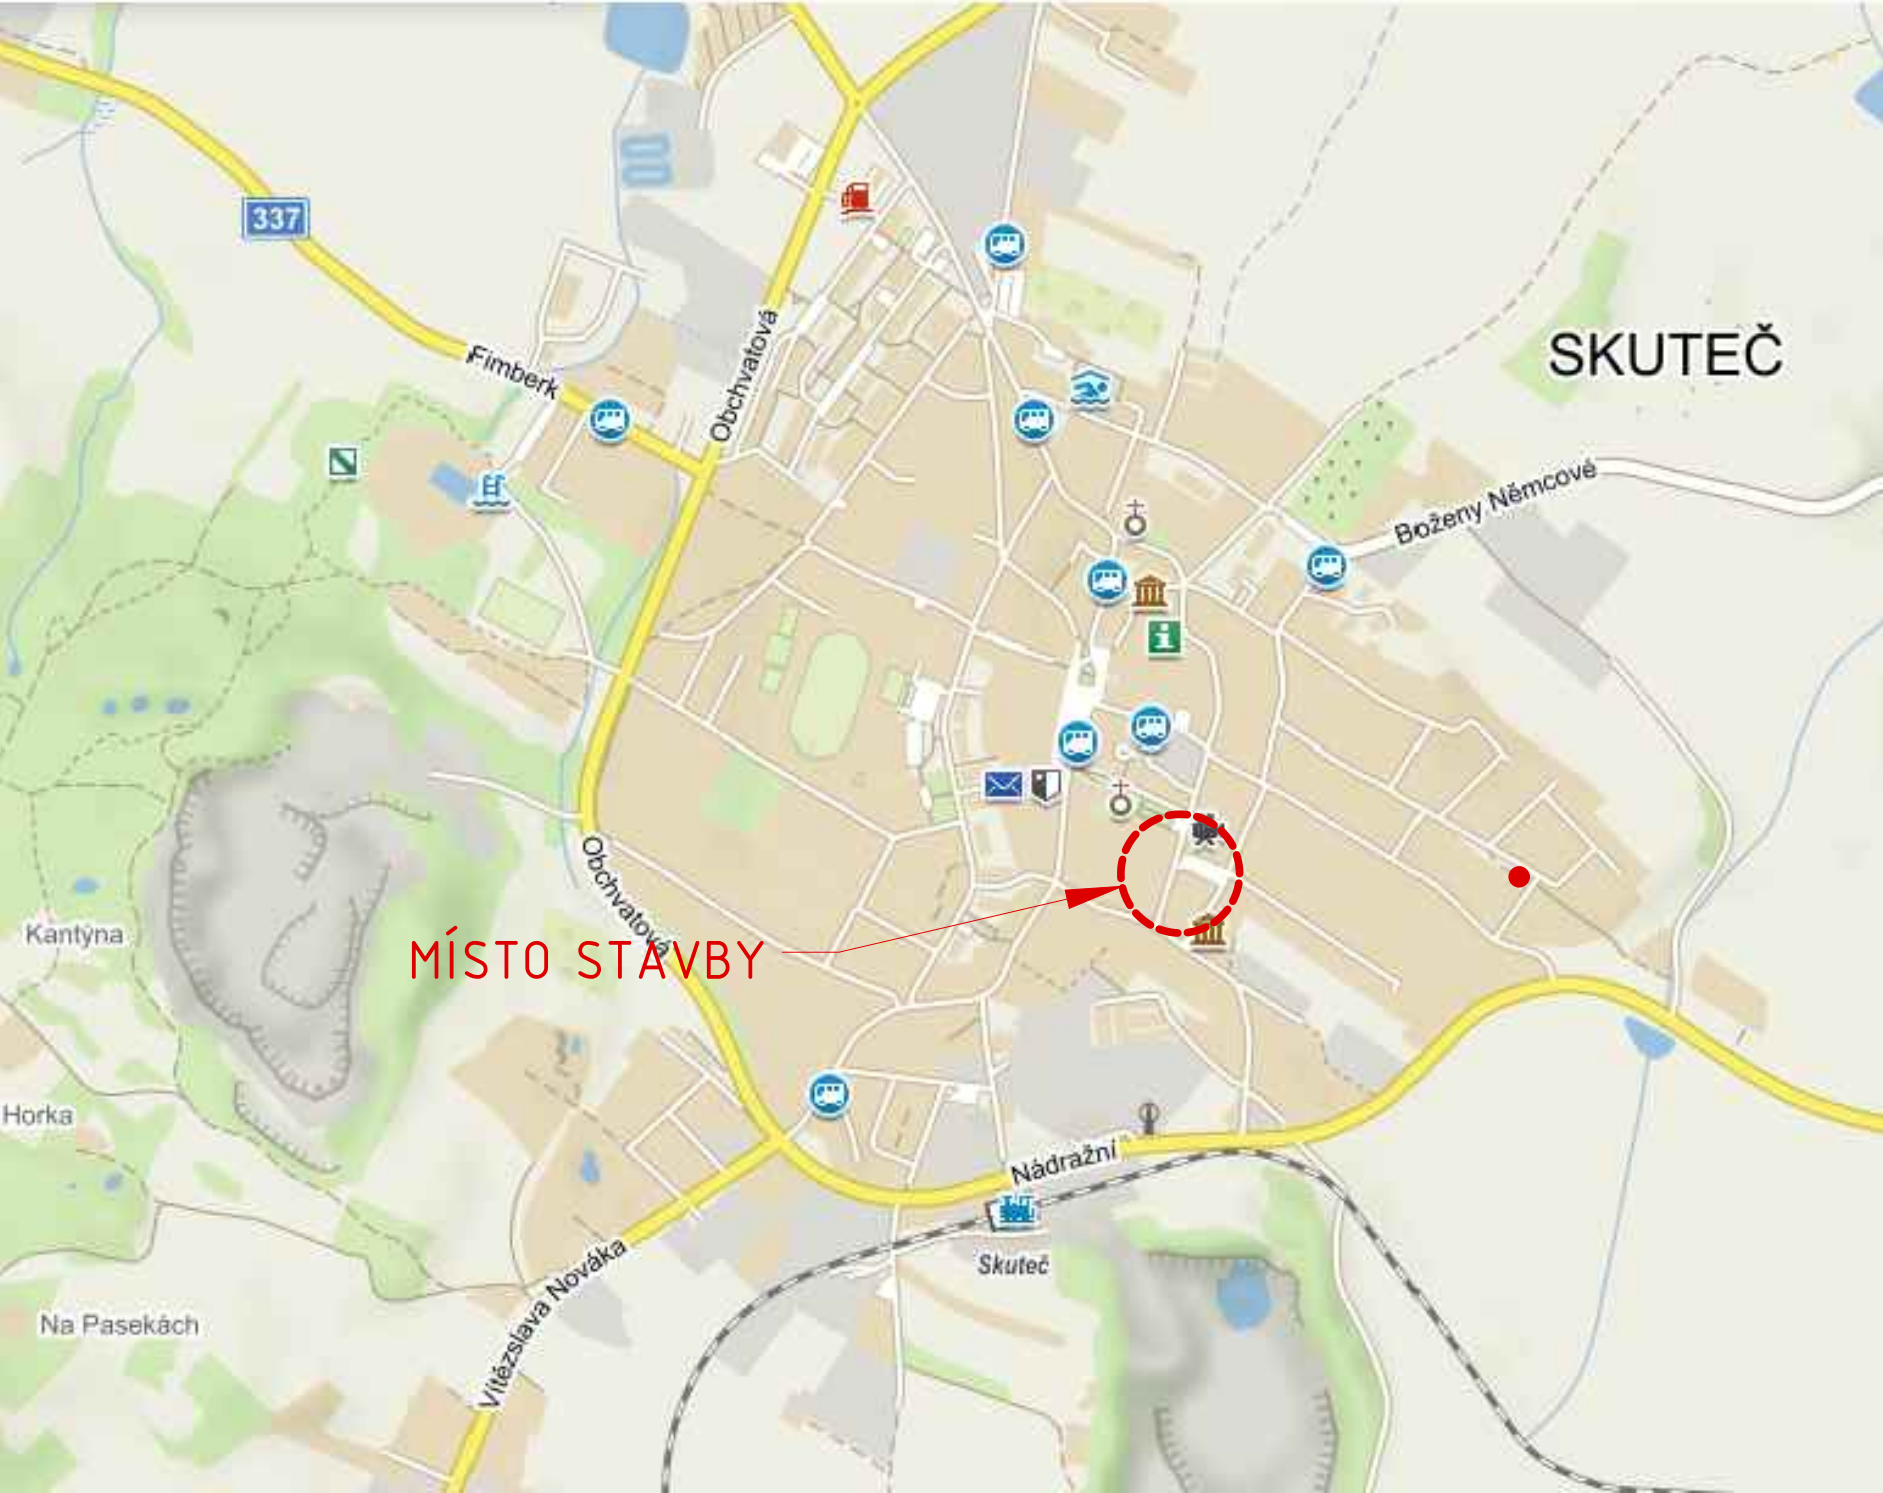 337
Obchvatová
Fimberk
SKUTEČ
Boženy Němcové
i
Obchvatová
Kantýna
MÍSTO STAVBY
Horka
Nádražní
Skuteč
Vítězslava Nováka
Na Pasekách